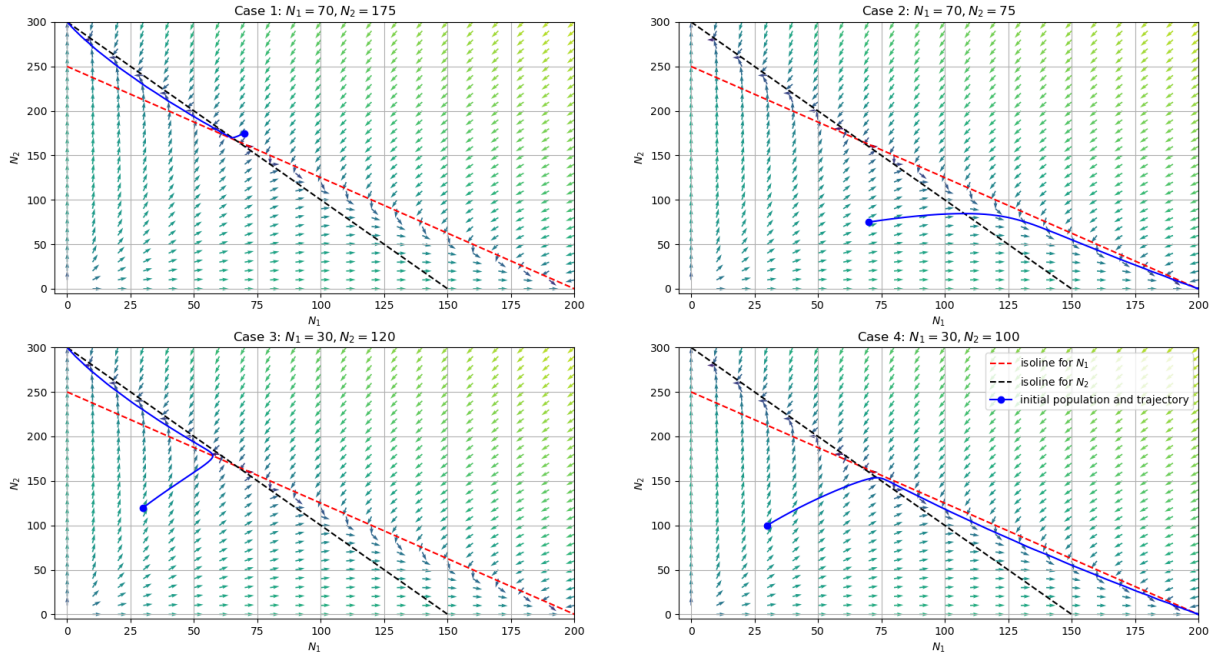 Case 1: N₁ = 70, N₂ = 175
300
250
200
150
100
50
0
N₂
0 25 50 75 100 125 150 175 200
N₁
Case 2: N₁ = 70, N₂ = 75
300
250
200
150
100
50
0
N₂
0 25 50 75 100 125 150 175 200
N₁
Case 3: N₁ = 30, N₂ = 120
300
250
200
150
100
50
0
N₂
0 25 50 75 100 125 150 175 200
N₁
Case 4: N₁ = 30, N₂ = 100
isoline for N₁
isoline for N₂
initial population and trajectory
300
250
200
150
100
50
0
N₂
0 25 50 75 100 125 150 175 200
N₁